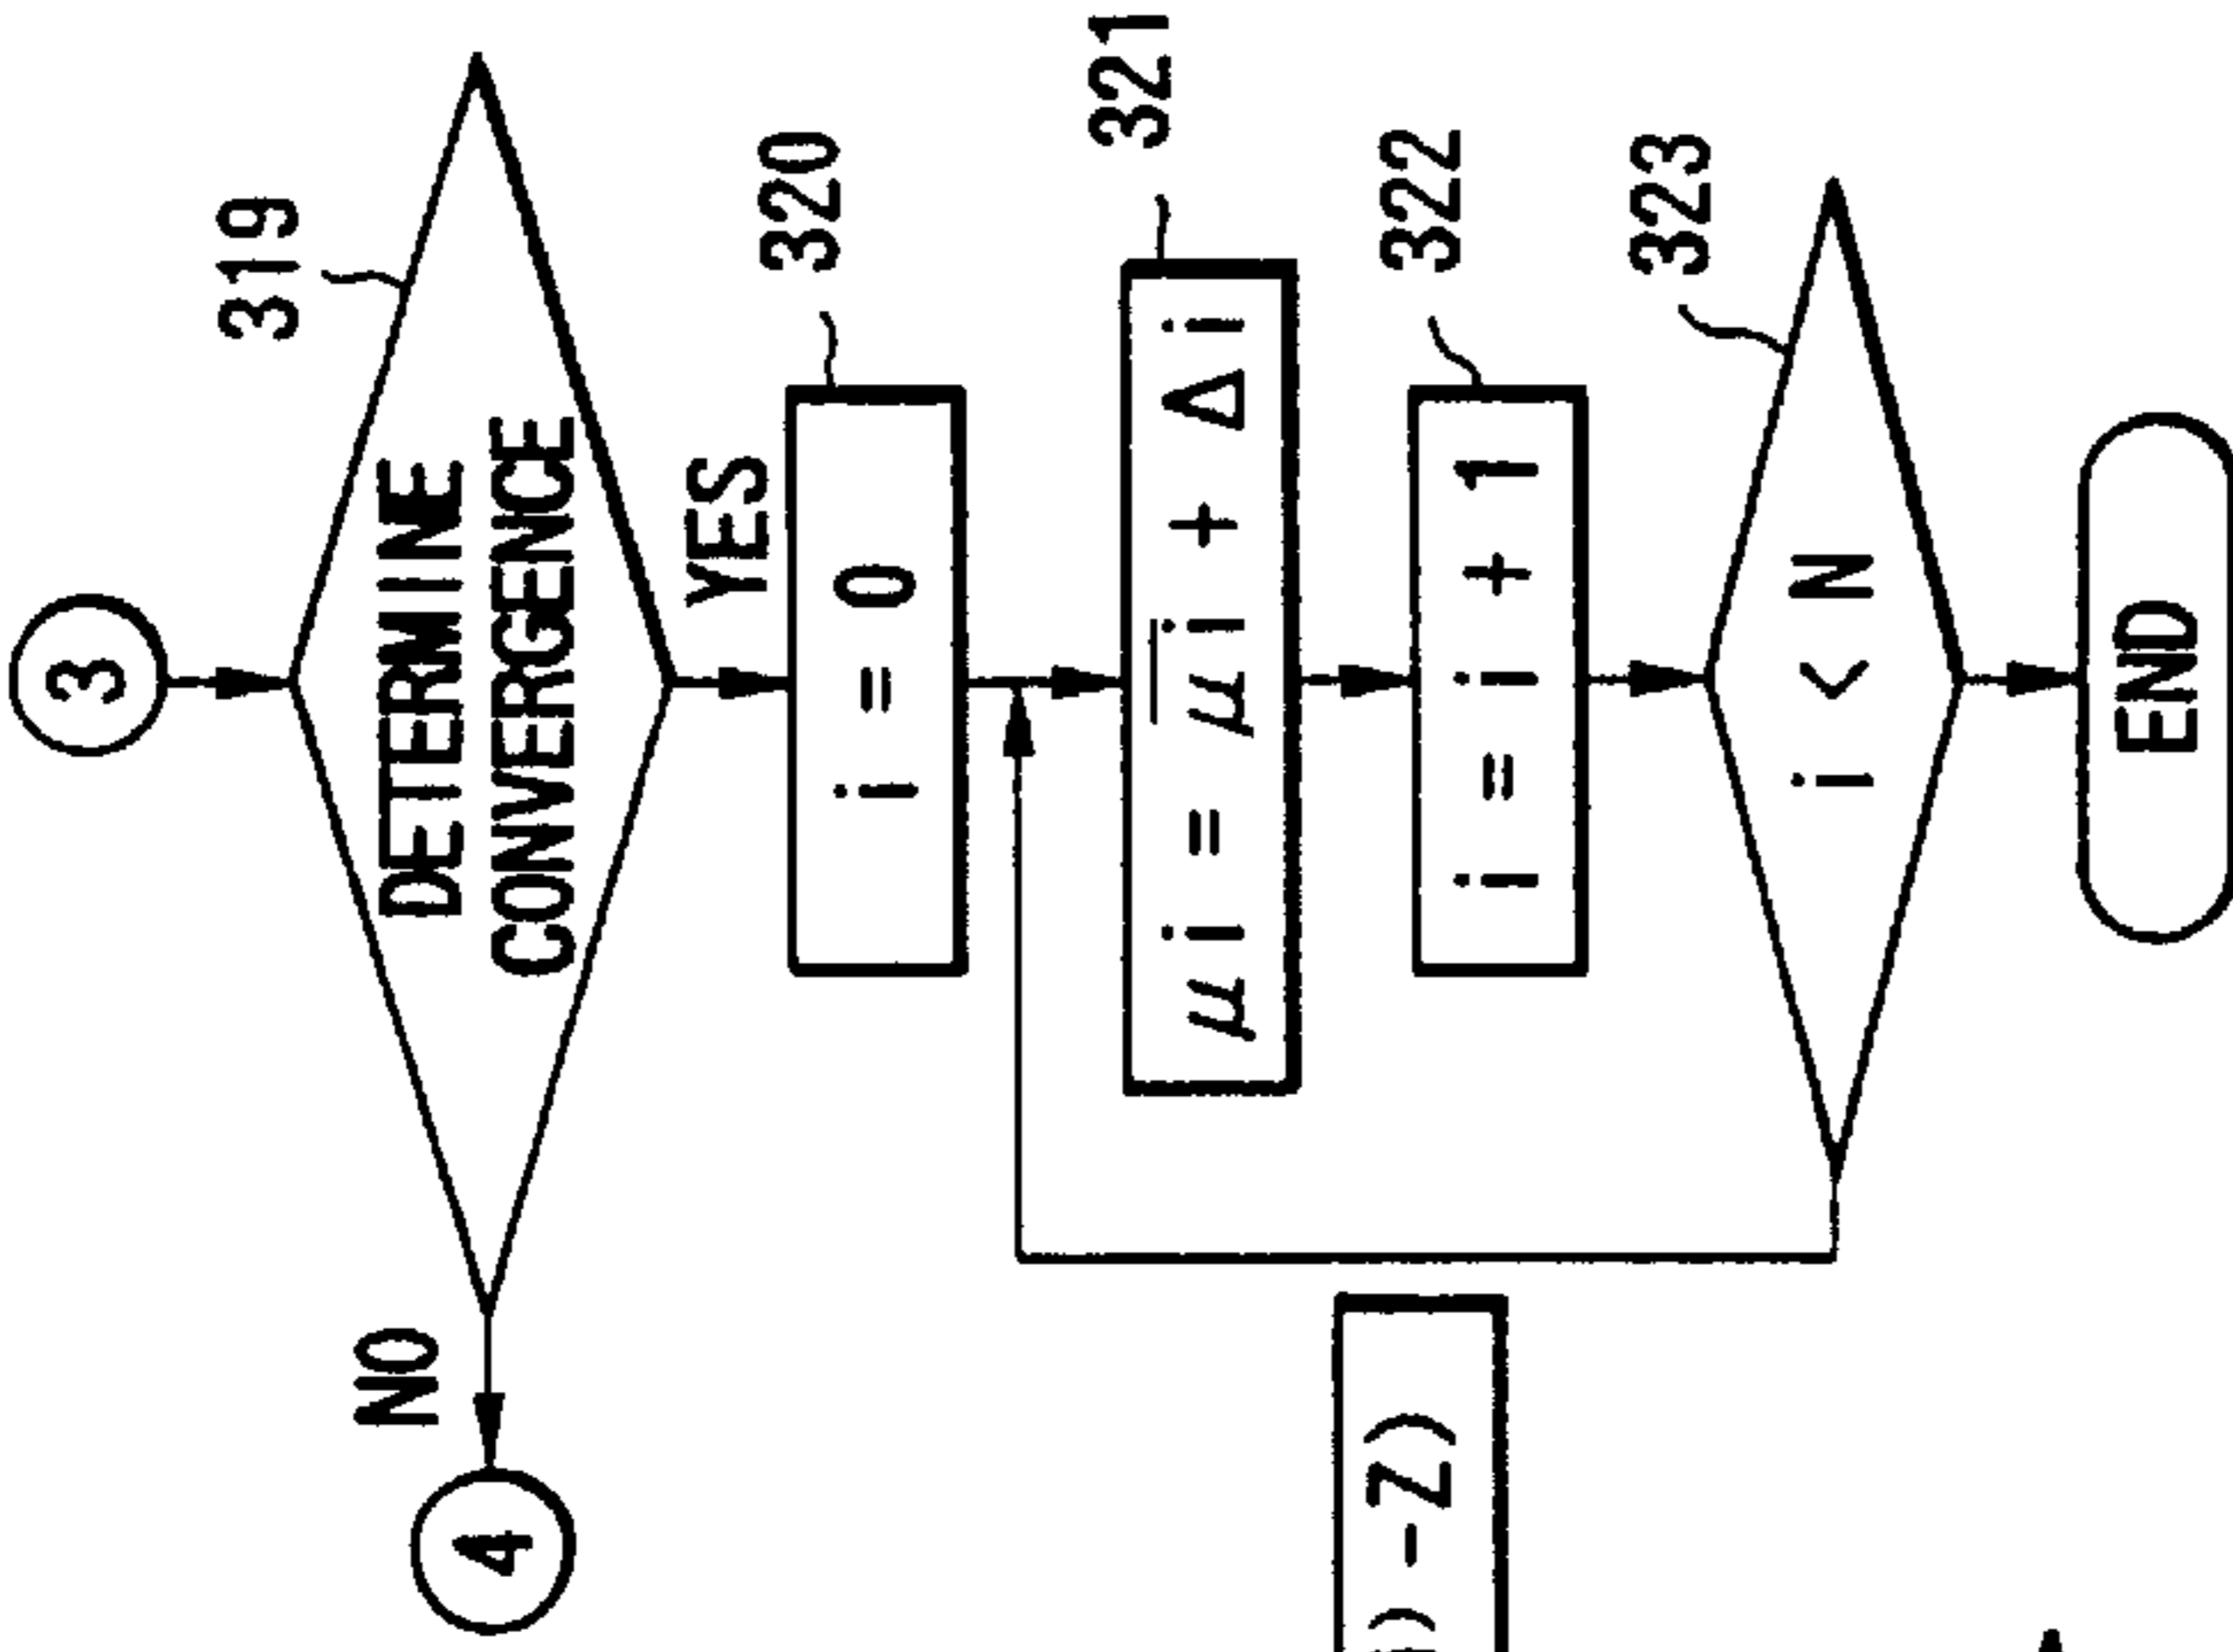 3
319
DETERMINE
CONVERGENCE
NO
4
YES
320
i = 0
321
μi = μ̅i̅ + Δi
322
i = i + 1
323
i < N
END
) -Z)